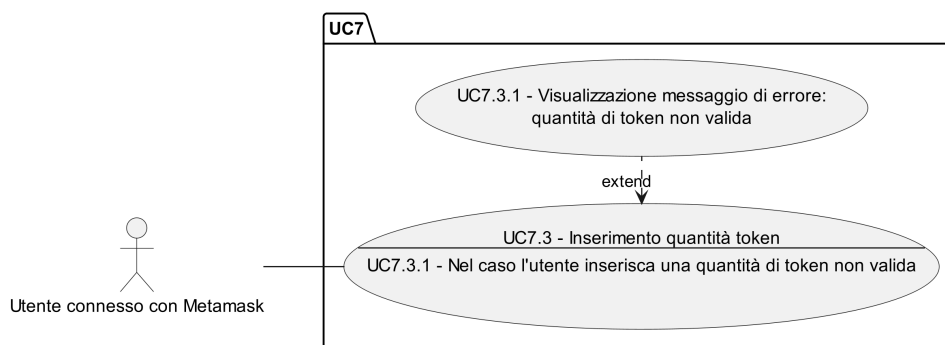 UC7
UC7.3.1 - Visualizzazione messaggio di errore:
quantità di token non valida
extend
UC7.3 - Inserimento quantità token
UC7.3.1 - Nel caso l'utente inserisca una quantità di token non valida
Utente connesso con Metamask